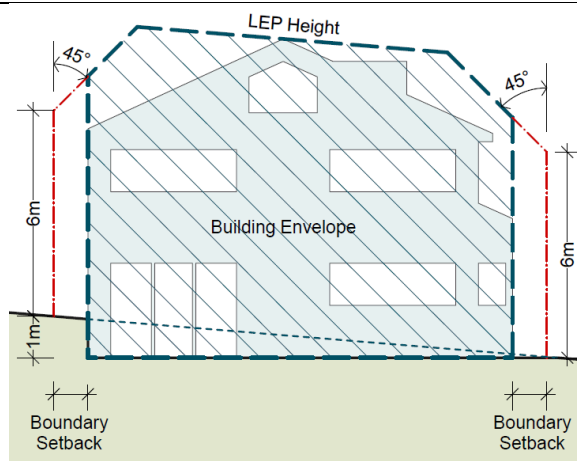 LEP Height
45°
45°
6m
Building Envelope
6m
1m
Boundary
Setback
Boundary
Setback